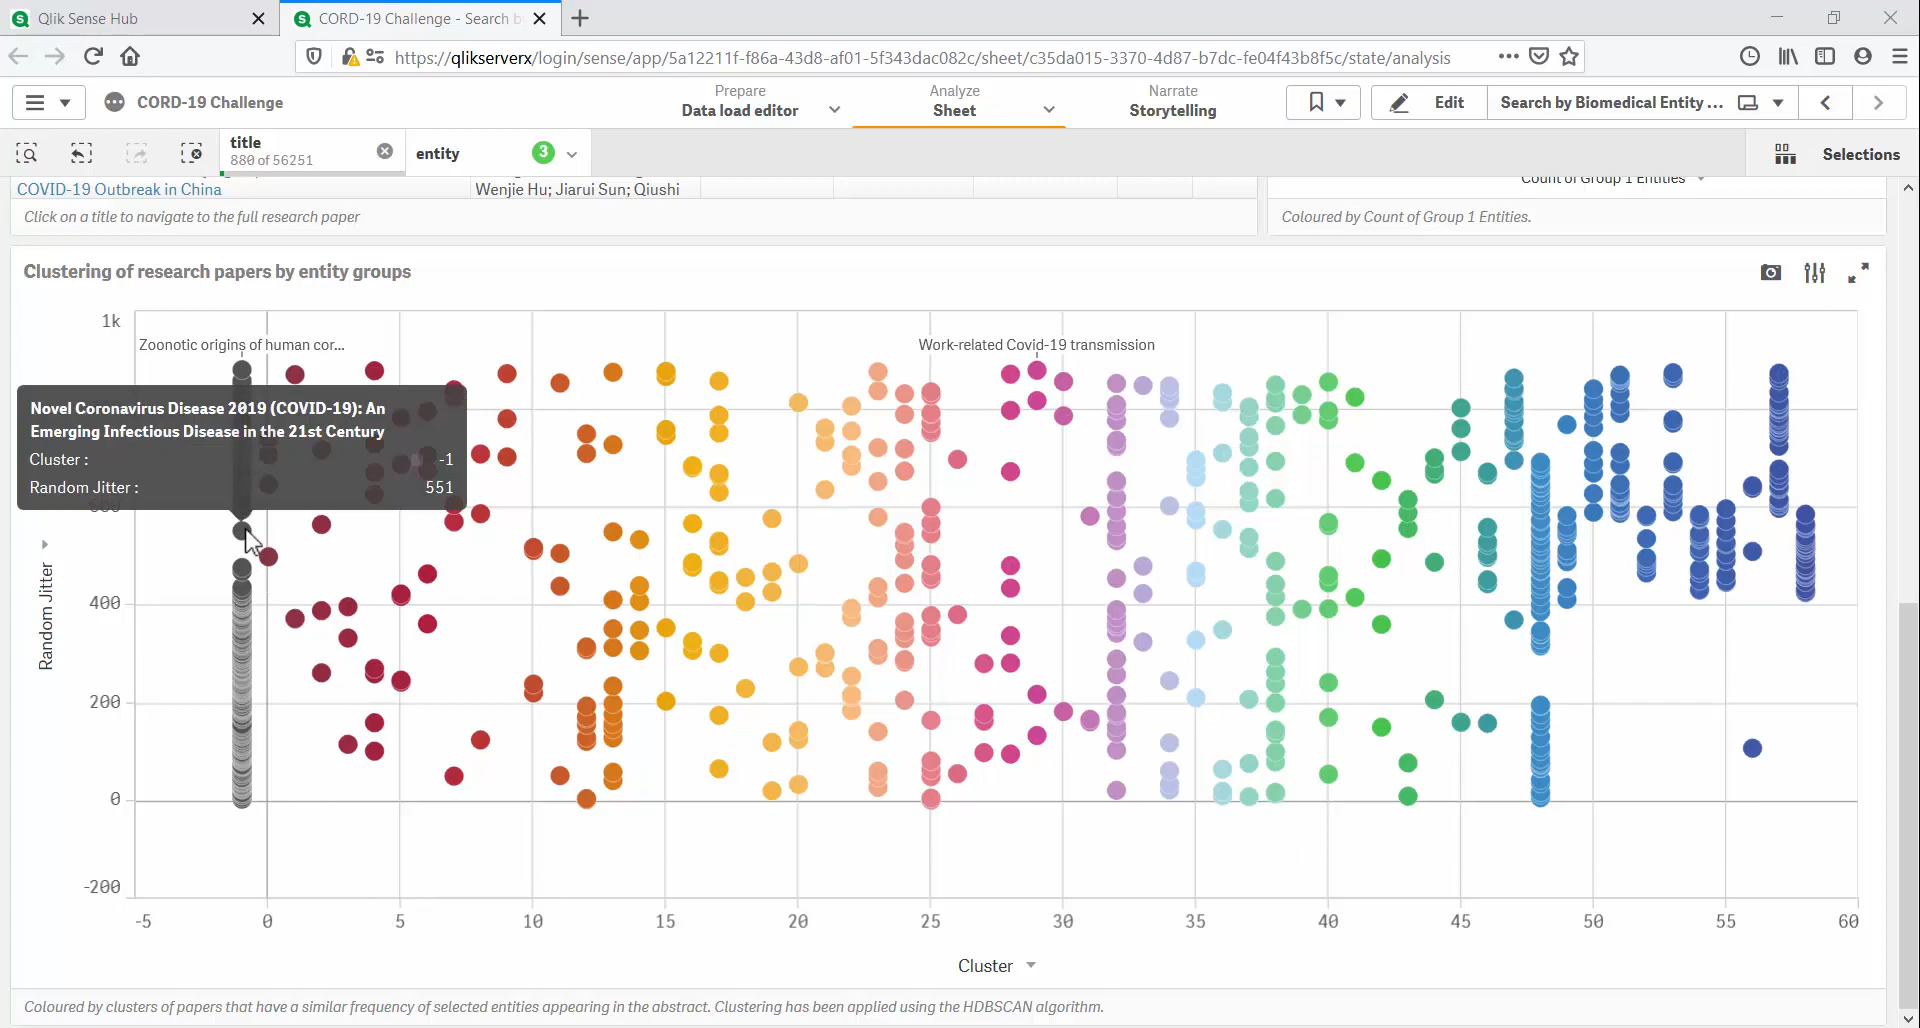 Qlik Sense Hub
CORD-19 Challenge - Search b
https://qlikserverx/login/sense/app/5a12211f-f86a-43d8-af01-5f343dac082c/sheet/c35da015-3370-4d87-b7dc-fe04f43b8f5c/state/analysis
CORD-19 Challenge
Prepare
Data load editor
Analyze
Sheet
Narrate
Storytelling
Edit
Search by Biomedical Entity ...
title
880 of 56251
entity
3
Selections
COVID-19 Outbreak in China
Wenjie Hu; Jiarui Sun; Qiushi
Count of Group 1 Entities
Click on a title to navigate to the full research paper
Coloured by Count of Group 1 Entities.
Clustering of research papers by entity groups
1k
Zoonotic origins of human cor...
Work-related Covid-19 transmission
Novel Coronavirus Disease 2019 (COVID-19): An
Emerging Infectious Disease in the 21st Century
Cluster : -1
Random Jitter : 551
600
Random Jitter
400
200
0
-200
-5 0 5 10 15 20 25 30 35 40 45 50 55 60
Cluster
Coloured by clusters of papers that have a similar frequency of selected entities appearing in the abstract. Clustering has been applied using the HDBSCAN algorithm.